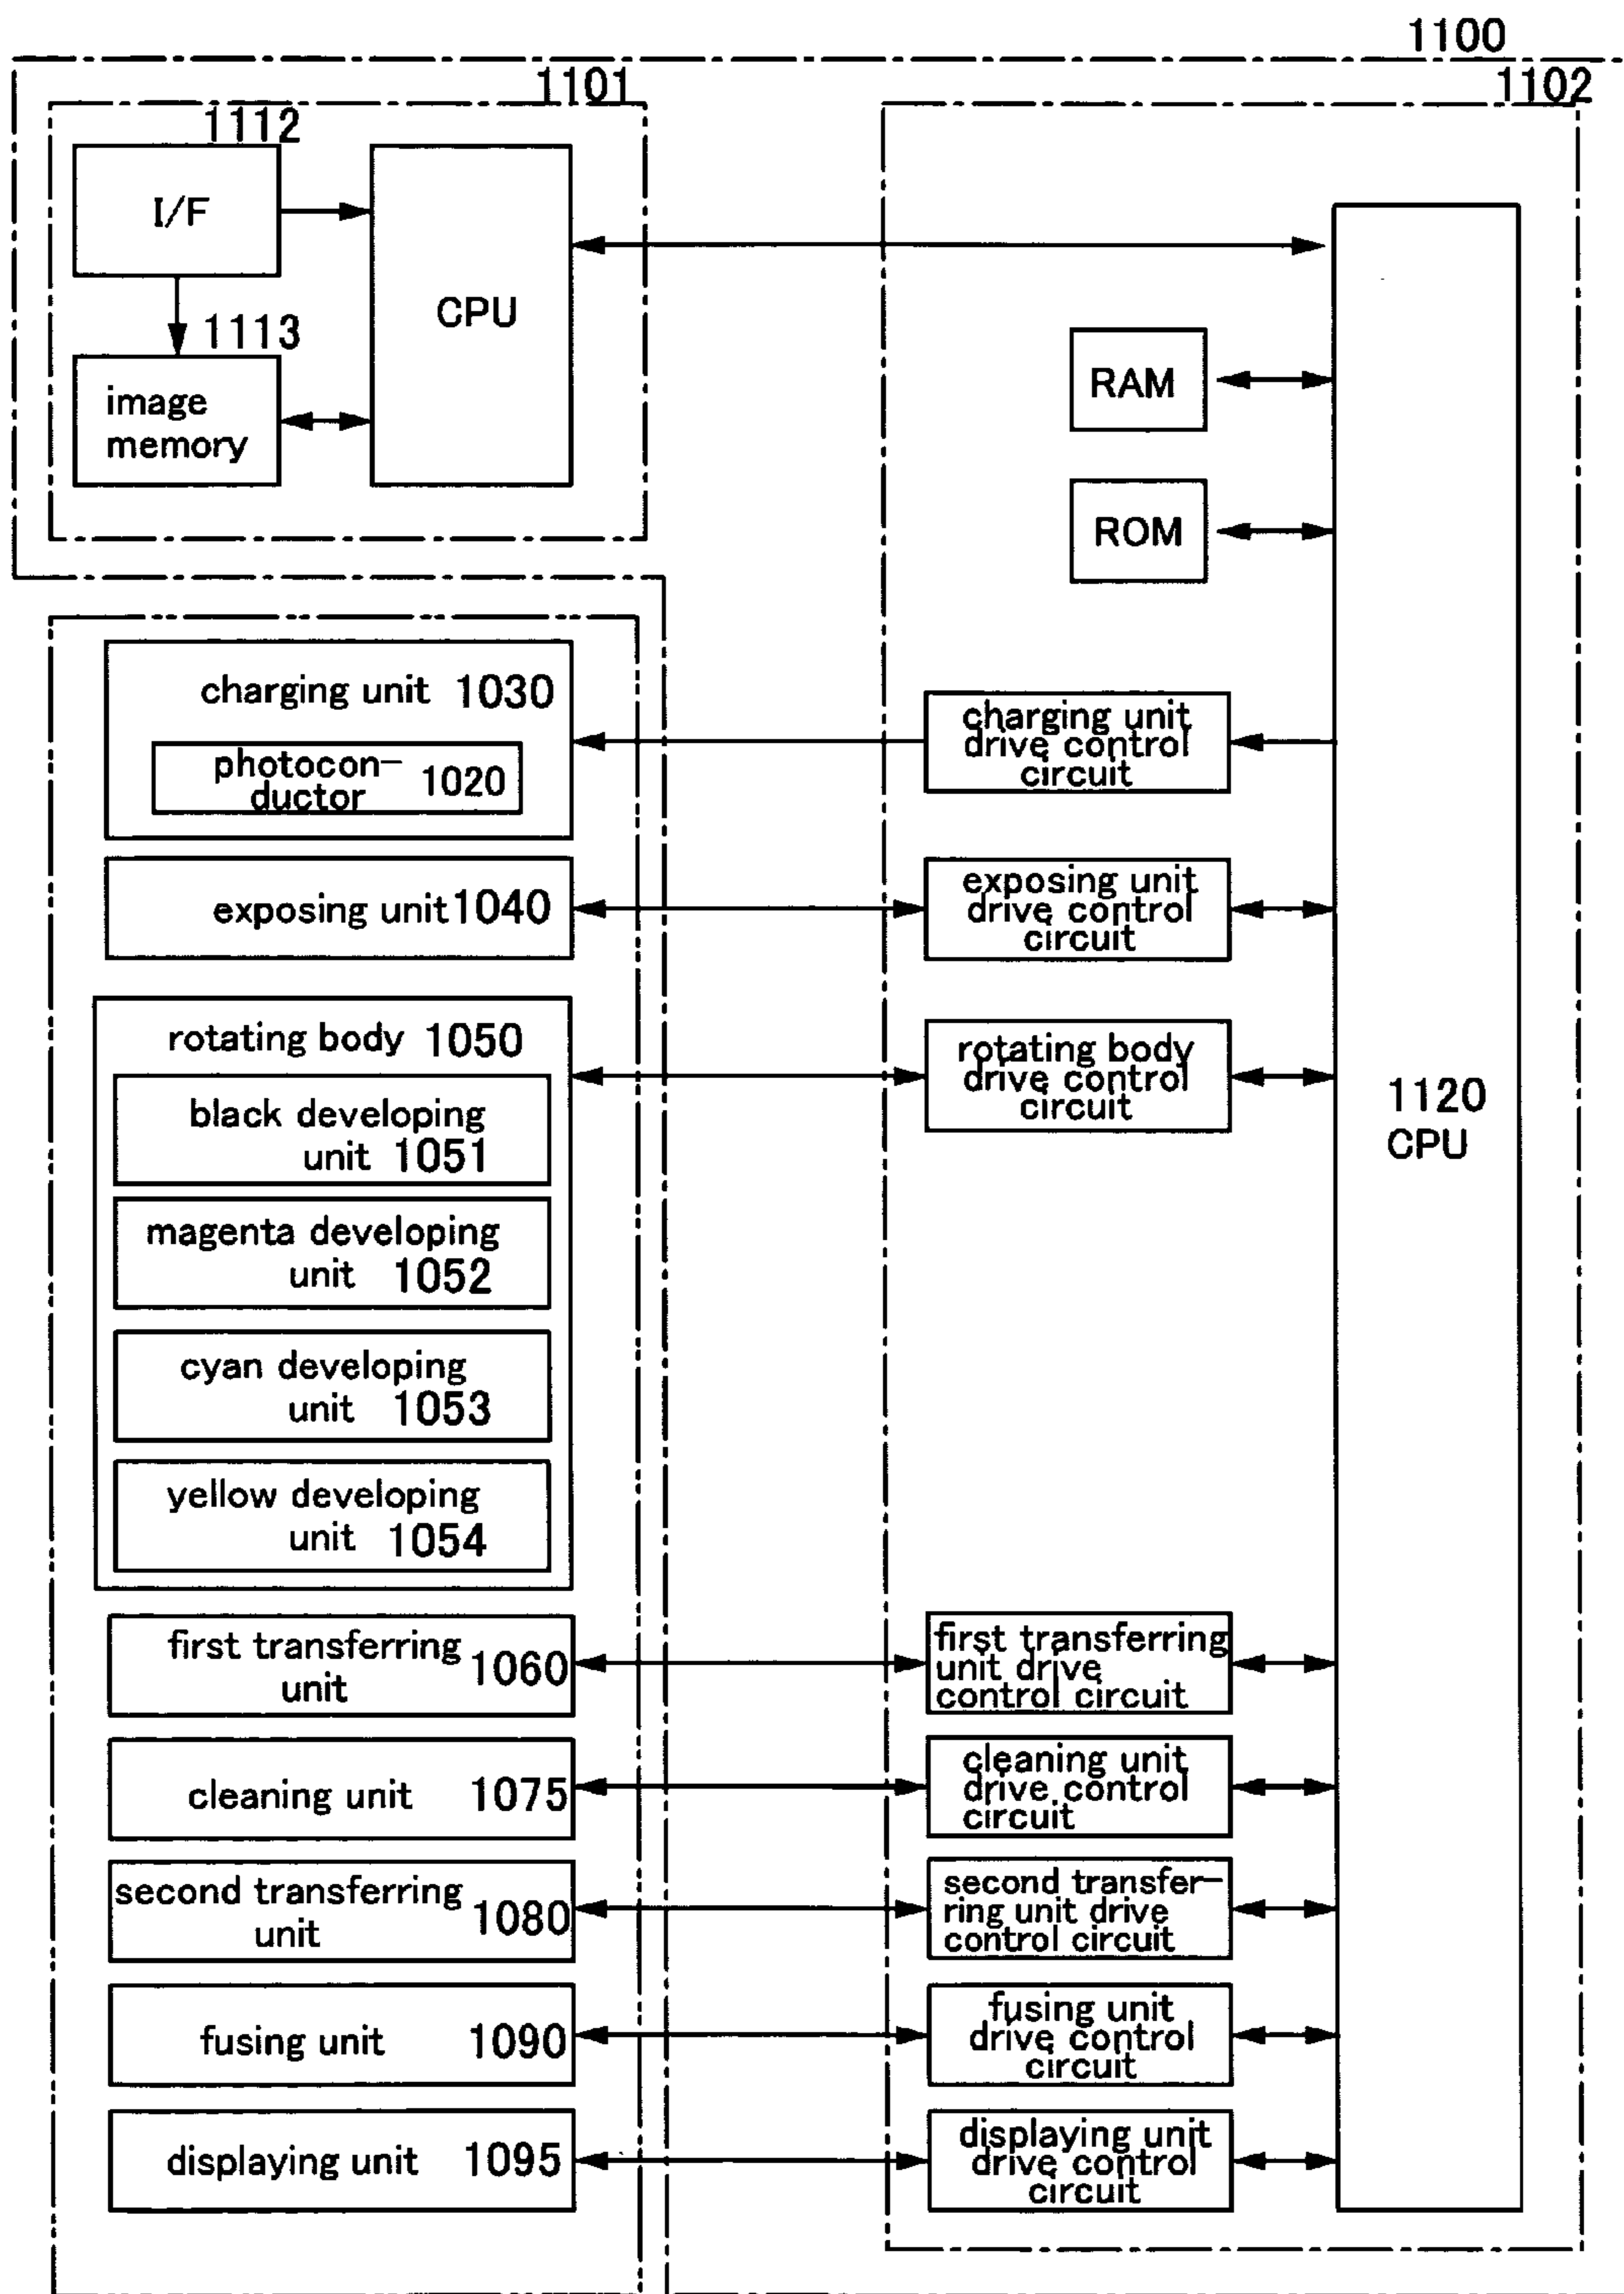 1100
1101
1102
1112
I/F
CPU
1113
image
memory
RAM
ROM
charging unit 1030
photocon-
ductor 1020
charging unit
drive control
circuit
exposing unit 1040
exposing unit
drive control
circuit
rotating body 1050
rotating body
drive control
circuit
black developing
unit 1051
magenta developing
unit 1052
cyan developing
unit 1053
yellow developing
unit 1054
1120
CPU
first transferring
unit 1060
first transferring
unit drive
control circuit
cleaning unit 1075
cleaning unit
drive control
circuit
second transferring
unit 1080
second transfer-
ring unit drive
control circuit
fusing unit 1090
fusing unit
drive control
circuit
displaying unit 1095
displaying unit
drive control
circuit